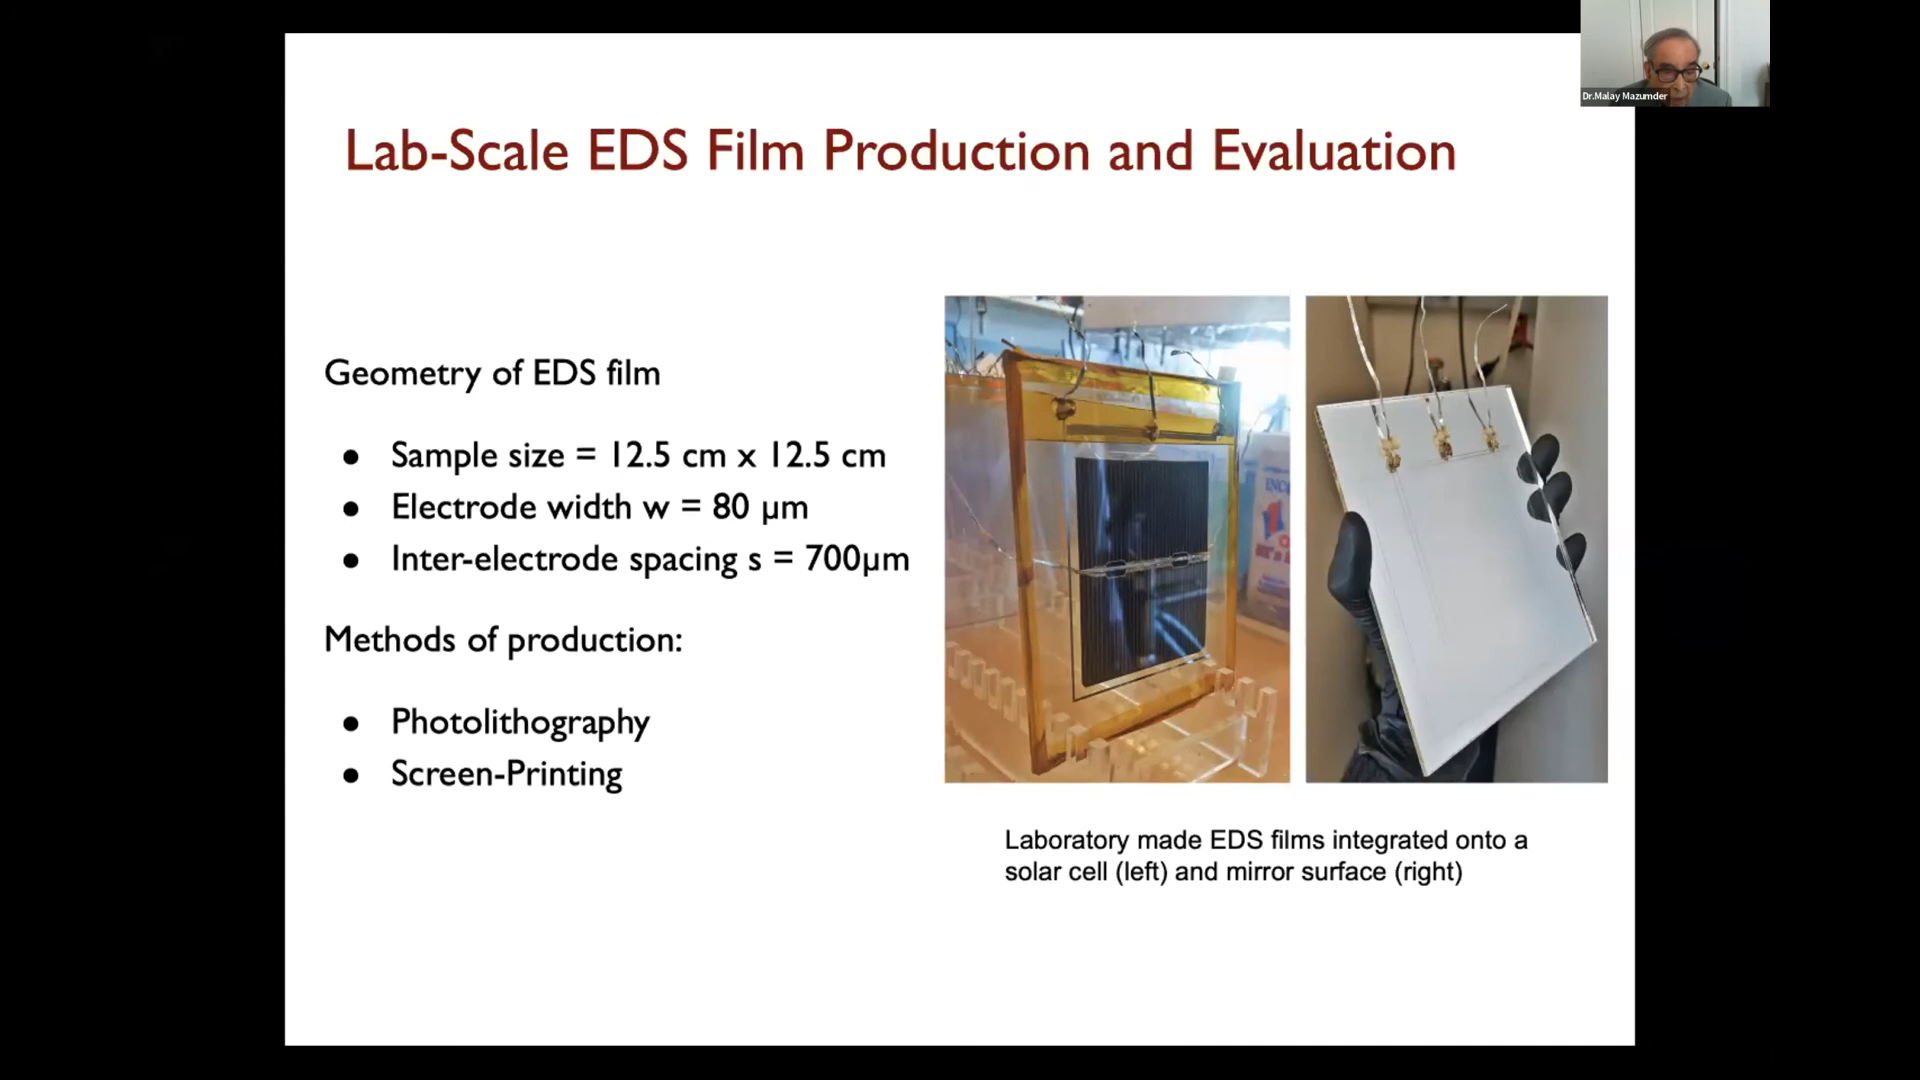 Dr.Malay Mazumder
Lab-Scale EDS Film Production and Evaluation
Geometry of EDS film
● Sample size = 12.5 cm x 12.5 cm
● Electrode width w = 80 µm
● Inter-electrode spacing s = 700µm
Methods of production:
● Photolithography
● Screen-Printing
Laboratory made EDS films integrated onto a
solar cell (left) and mirror surface (right)